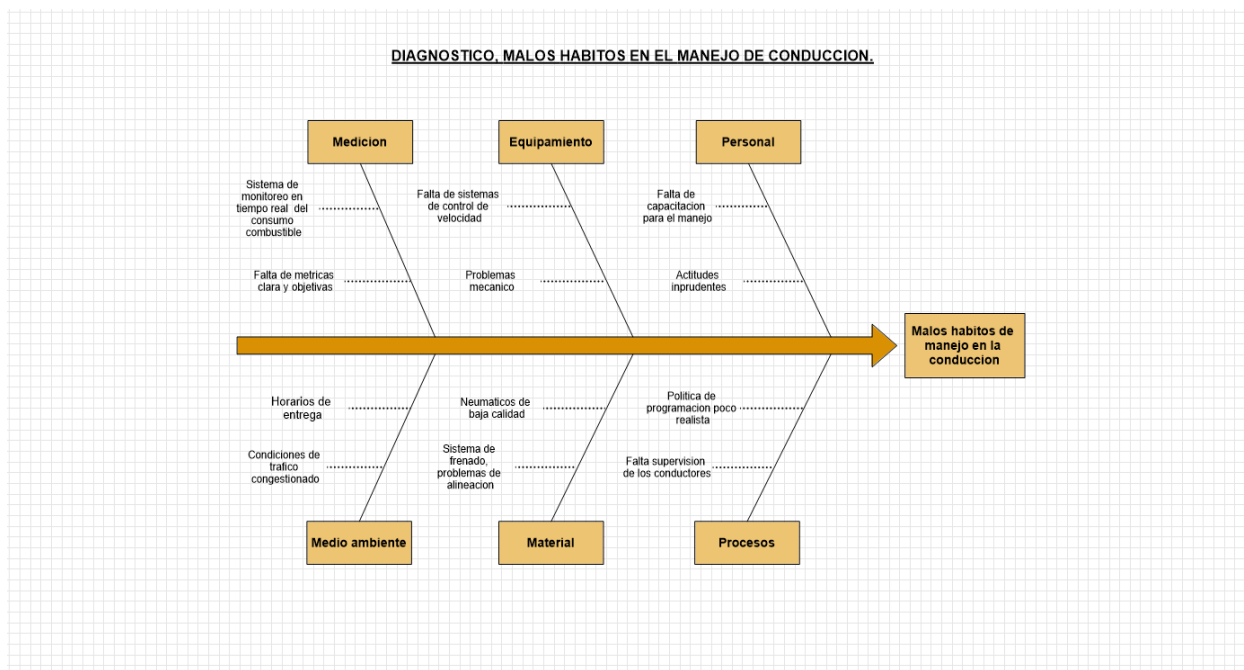 DIAGNOSTICO, MALOS HABITOS EN EL MANEJO DE CONDUCCION.
Medicion
Equipamiento
Personal
Sistema de
monitoreo en
tiempo real del
consumo
combustible
Falta de sistemas
de control de
velocidad
Falta de
capacitacion
para el manejo
Falta de metricas
clara y objetivas
Problemas
mecanico
Actitudes
inprudentes
Malos habitos de
manejo en la
conduccion
Horarios de
entrega
Neumaticos de
baja calidad
Politica de
programacion poco
realista
Condiciones de
trafico
congestionado
Sistema de
frenado,
problemas de
alineacion
Falta supervision
de los conductores
Medio ambiente
Material
Procesos